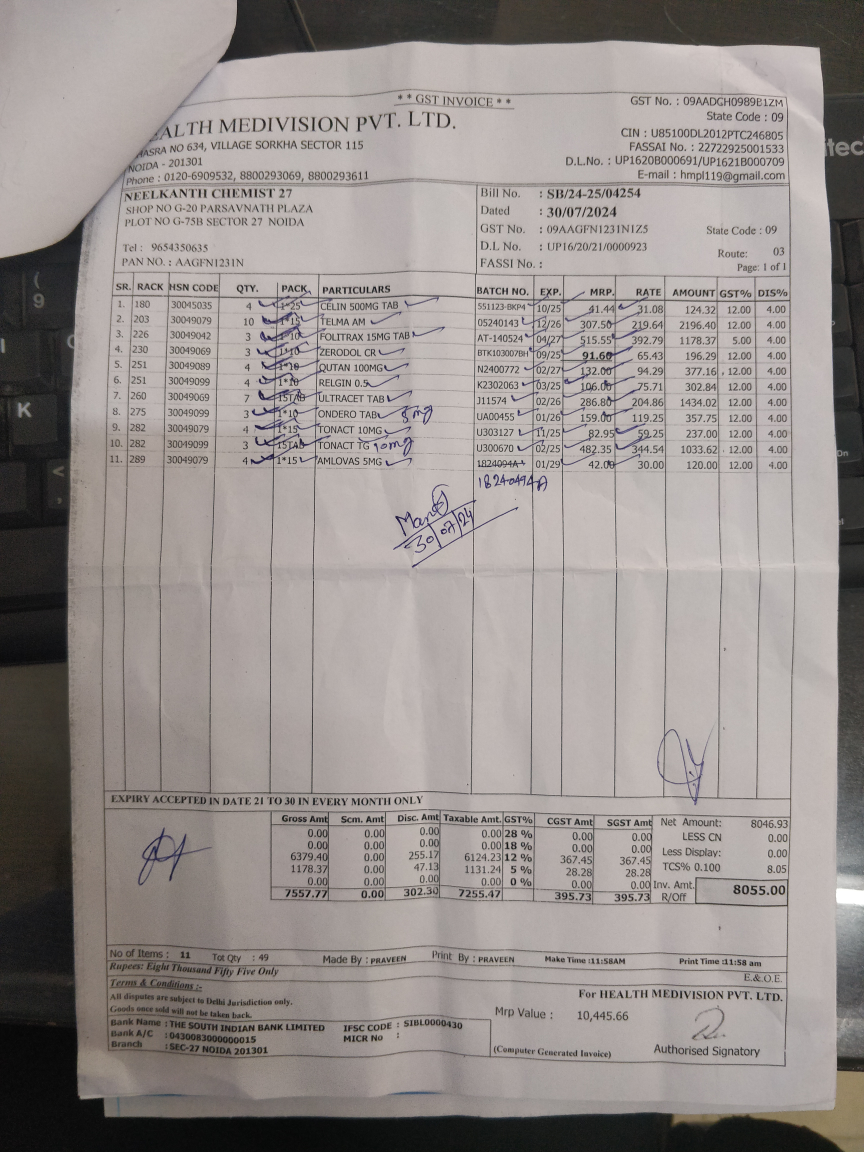 * * GST INVOICE * *
GST No. : 09AADCH0989B1ZM
State Code : 09
EALTH MEDIVISION PVT. LTD.
CIN : U85100DL2012PTC246805
HASRA NO 634, VILLAGE SORKHA SECTOR 115
FASSAI No. : 22722925001533
NOIDA - 201301
D.L.No. : UP1620B000691/UP1621B000709
Phone : 0120-6909532, 8800293069, 8800293611
E-mail : hmpl119@gmail.com
NEELKANTH CHEMIST 27
Bill No. : SB/24-25/04254
SHOP NO G-20 PARSAVNATH PLAZA
Dated : 30/07/2024
PLOT NO G-75B SECTOR 27 NOIDA
GST No. : 09AAGFN1231N1Z5 State Code : 09
Tel : 9654350635
D.L No. : UP16/20/21/0000923 Route: 03
PAN NO. : AAGFN1231N
FASSI No. : Page: 1 of 1
SR. RACK HSN CODE QTY. PACK PARTICULARS BATCH NO. EXP. MRP. RATE AMOUNT GST% DIS%
1. 180 30045035 4 1*25 CELIN 500MG TAB 551123-BKP4 10/25 41.44 31.08 124.32 12.00 4.00
2. 203 30049079 10 1*15 TELMA AM 05240143 12/26 307.50 219.64 2196.40 12.00 4.00
3. 226 30049042 3 1*10 FOLITRAX 15MG TAB AT-140524 04/27 515.55 392.79 1178.37 5.00 4.00
4. 230 30049069 3 1*10 ZERODOL CR BTK103007BH 09/25 91.60 65.43 196.29 12.00 4.00
5. 251 30049089 4 1*10 QUTAN 100MG N2400772 02/27 132.00 94.29 377.16 12.00 4.00
6. 251 30049099 4 1*10 RELGIN 0.5 K2302063 03/25 106.00 75.71 302.84 12.00 4.00
7. 260 30049069 7 15TAB ULTRACET TAB J11574 02/26 286.80 204.86 1434.02 12.00 4.00
8. 275 30049099 3 1*10 ONDERO TAB 5mg UA00455 01/26 159.00 119.25 357.75 12.00 4.00
9. 282 30049079 4 1*15 TONACT 10MG U303127 11/25 82.95 59.25 237.00 12.00 4.00
10. 282 30049099 3 15TAB TONACT TG 10mg U300670 02/25 482.35 344.54 1033.62 12.00 4.00
11. 289 30049079 4 1*15 AMLOVAS 5MG 1824094A 01/29 42.00 30.00 120.00 12.00 4.00
18240494A
30/07/24
EXPIRY ACCEPTED IN DATE 21 TO 30 IN EVERY MONTH ONLY
Gross Amt Scm. Amt Disc. Amt Taxable Amt. GST% CGST Amt SGST Amt Net Amount: 8046.93
0.00 0.00 0.00 0.00 28 % 0.00 0.00 LESS CN 0.00
0.00 0.00 0.00 0.00 18 % 0.00 0.00 Less Display: 0.00
6379.40 0.00 255.17 6124.23 12 % 367.45 367.45 TCS% 0.100 8.05
1178.37 0.00 47.13 1131.24 5 % 28.28 28.28
0.00 0.00 0.00 0.00 0 % 0.00 0.00 Inv. Amt. 8055.00
7557.77 0.00 302.30 7255.47 395.73 395.73 R/Off
No of Items : 11 Tot Qty : 49 Made By : PRAVEEN Print By : PRAVEEN Make Time :11:58AM Print Time :11:58 am
Rupees: Eight Thousand Fifty Five Only
E.& O.E.
Terms & Conditions :-
For HEALTH MEDIVISION PVT. LTD.
All disputes are subject to Delhi Jurisdiction only.
Goods once sold will not be taken back.
Mrp Value : 10,445.66
Bank Name : THE SOUTH INDIAN BANK LIMITED IFSC CODE : SIBL0000430
Bank A/C : 0430083000000015 MICR No :
Branch : SEC-27 NOIDA 201301
(Computer Generated Invoice)
Authorised Signatory